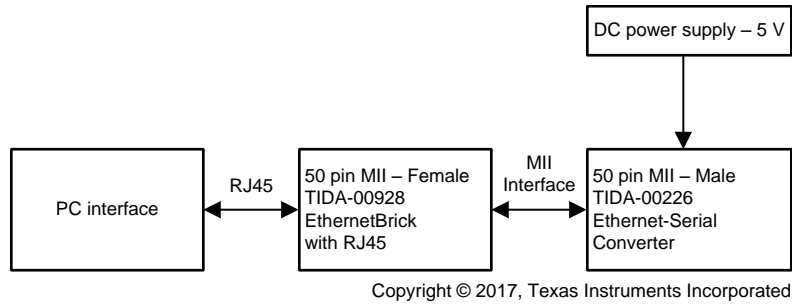 DC power supply – 5 V
PC interface
RJ45
50 pin MII – Female
TIDA-00928
EthernetBrick
with RJ45
MII
Interface
50 pin MII – Male
TIDA-00226
Ethernet-Serial
Converter
Copyright © 2017, Texas Instruments Incorporated